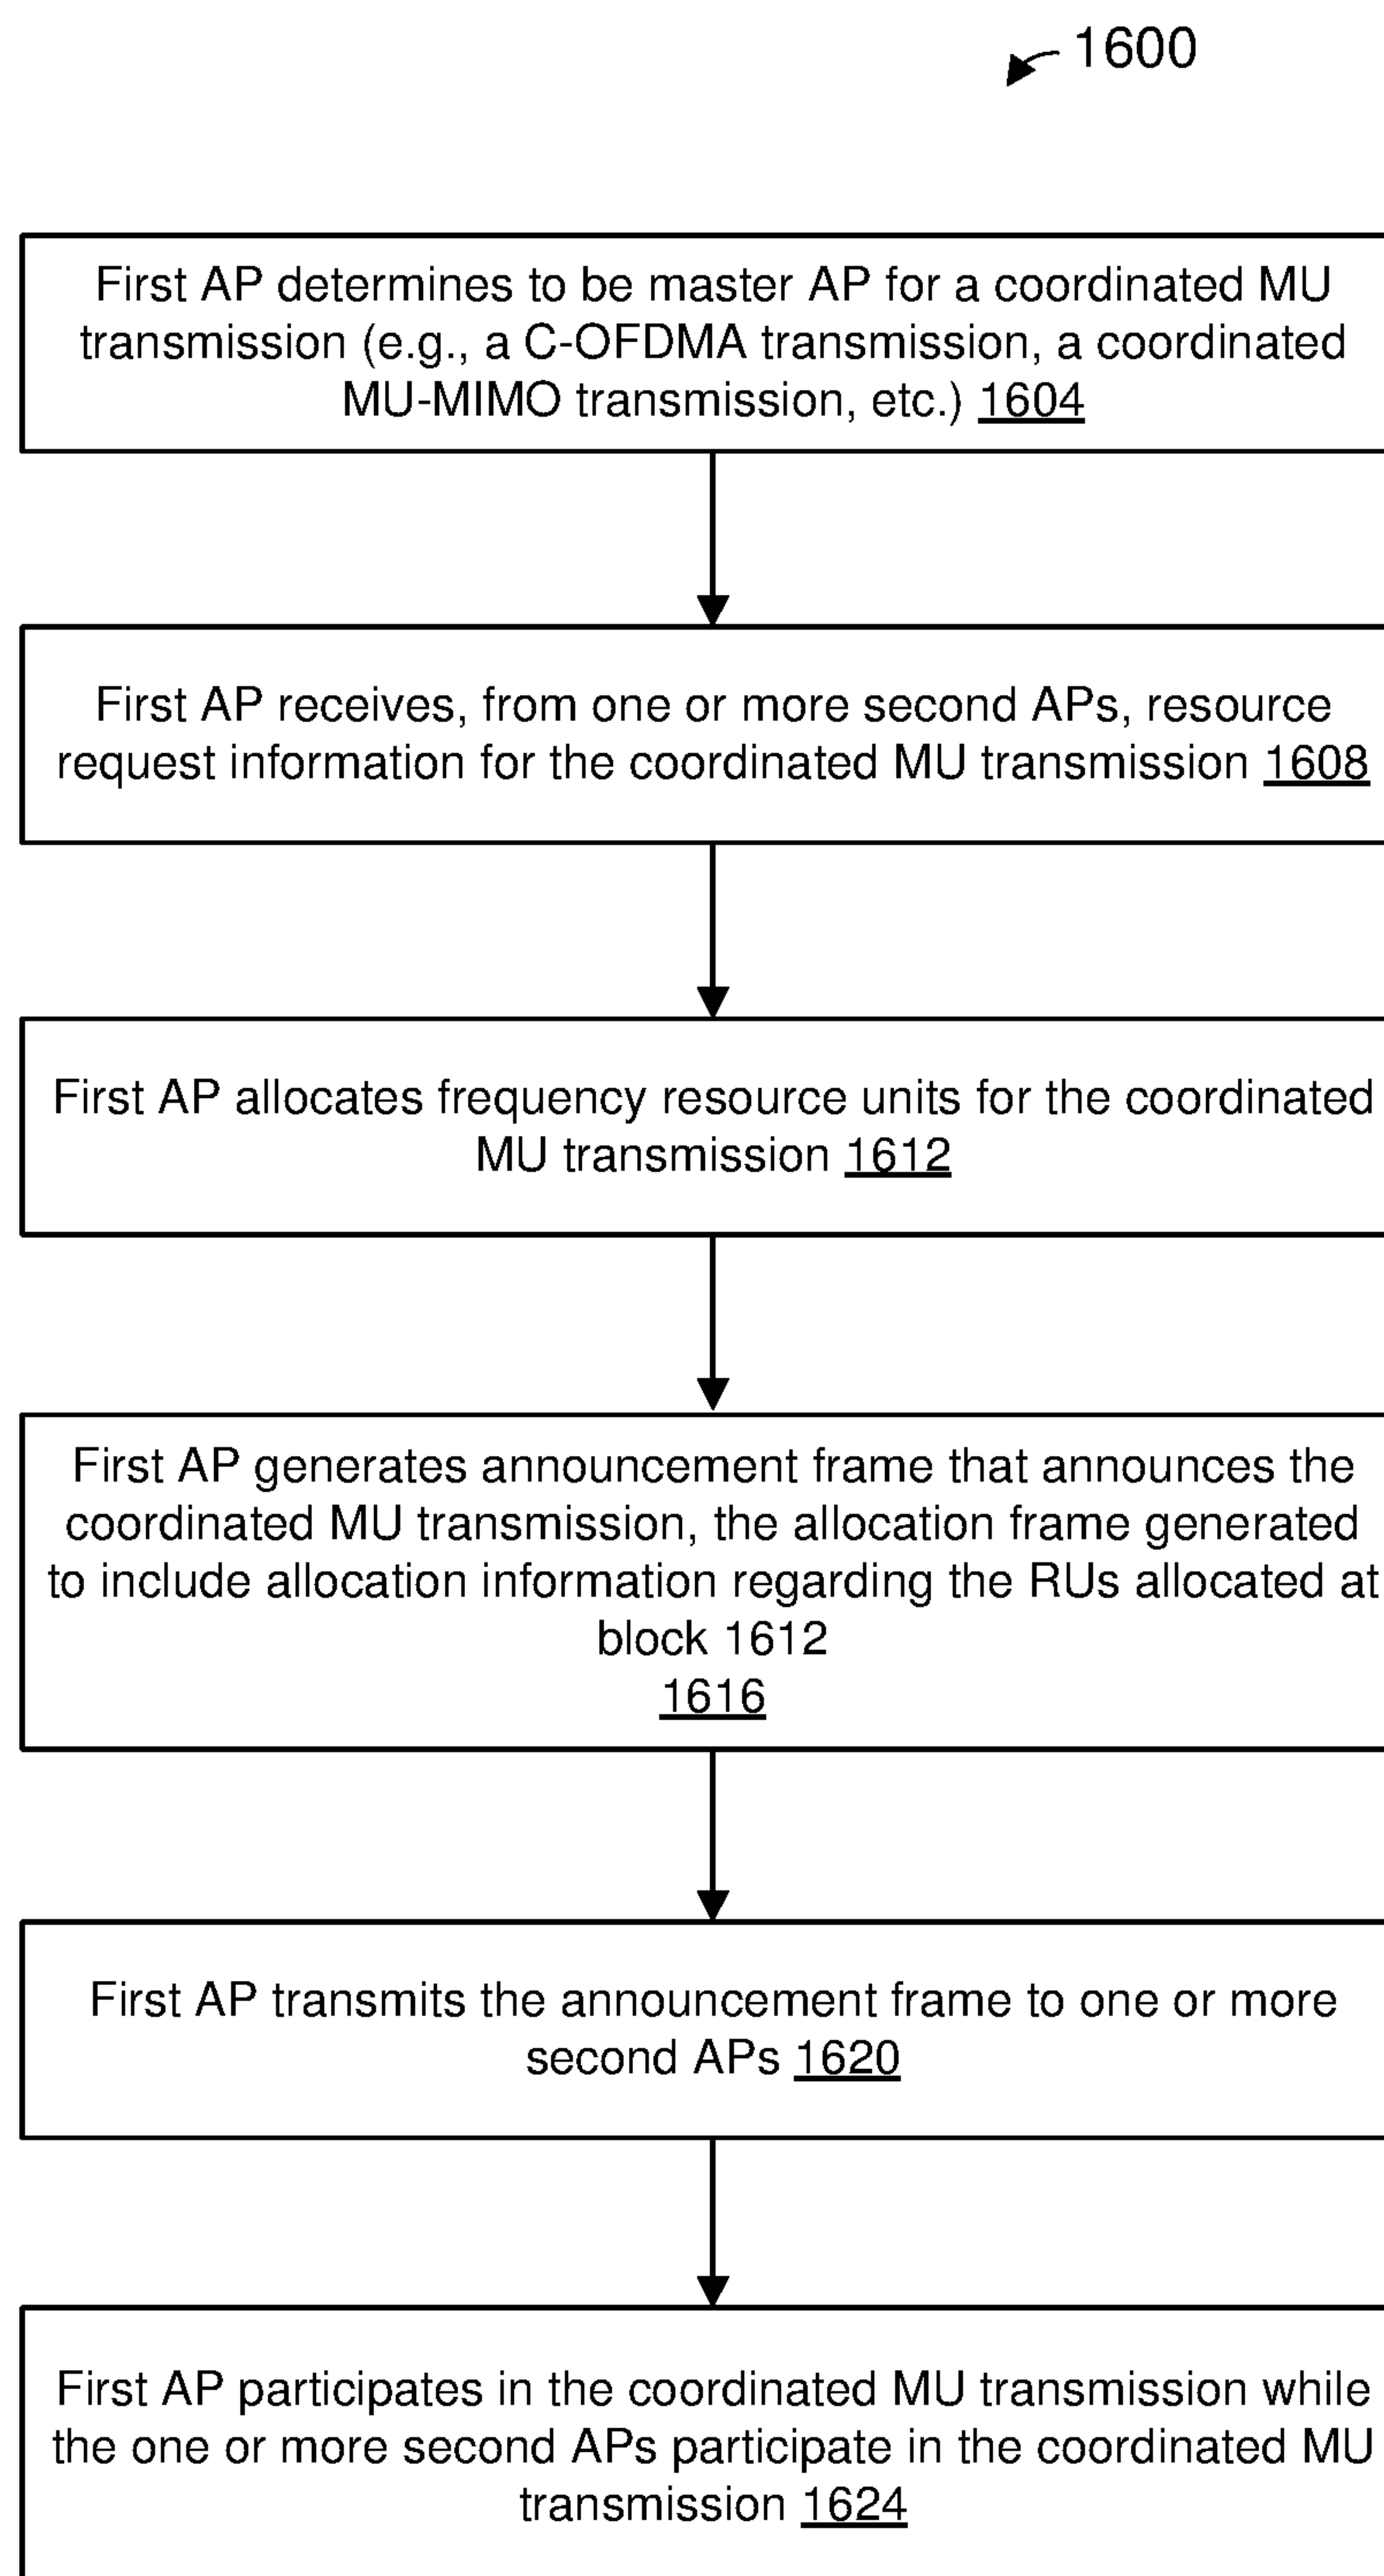 1600
First AP determines to be master AP for a coordinated MU
transmission (e.g., a C-OFDMA transmission, a coordinated
MU-MIMO transmission, etc.) 1604
First AP receives, from one or more second APs, resource
request information for the coordinated MU transmission 1608
First AP allocates frequency resource units for the coordinated
MU transmission 1612
First AP generates announcement frame that announces the
coordinated MU transmission, the allocation frame generated
to include allocation information regarding the RUs allocated at
block 1612
1616
First AP transmits the announcement frame to one or more
second APs 1620
First AP participates in the coordinated MU transmission while
the one or more second APs participate in the coordinated MU
transmission 1624